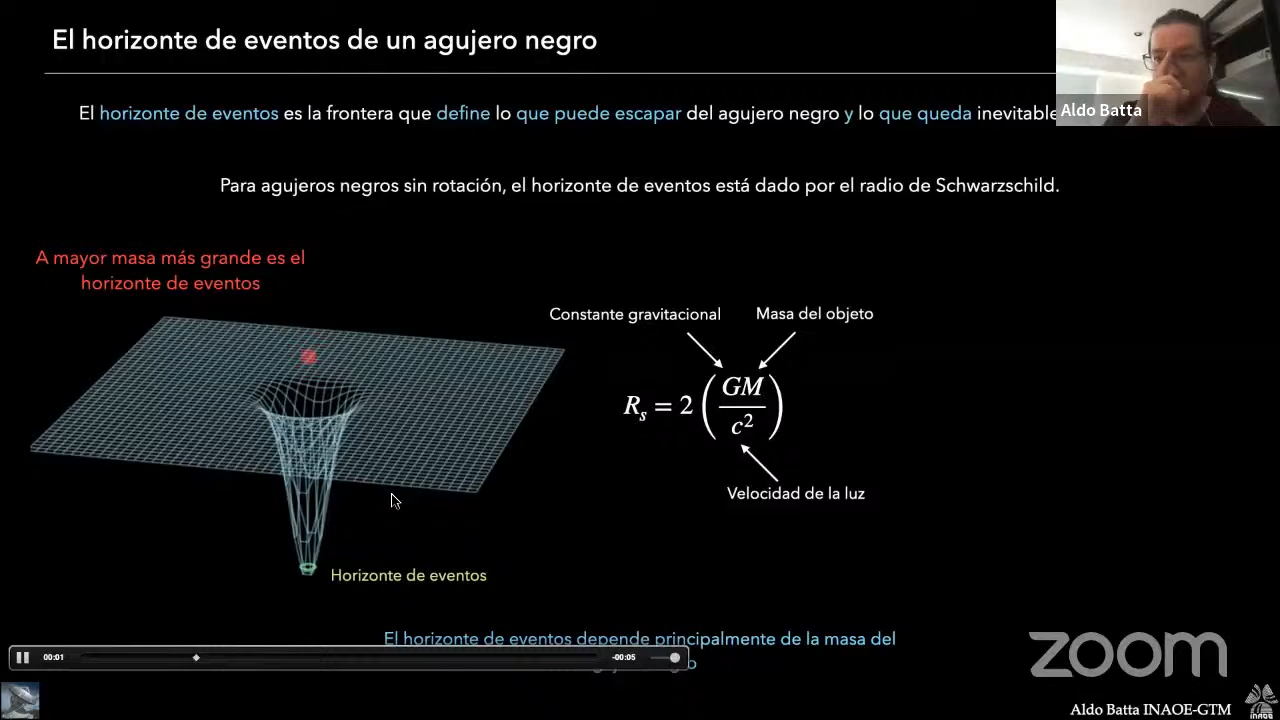 El horizonte de eventos de un agujero negro
Aldo Batta
El horizonte de eventos es la frontera que define lo que puede escapar del agujero negro y lo que queda
Para agujeros negros sin rotación, el horizonte de eventos está dado por el radio de Schwarzschild.
A mayor masa más grande es el
horizonte de eventos
Constante gravitacional
Masa del objeto
R_s = 2 (GM / c²)
Velocidad de la luz
Horizonte de eventos
El horizonte de eventos depende principalmente de la masa del
00:01
-00:05
zoom
Aldo Batta INAOE-GTM
INAOE